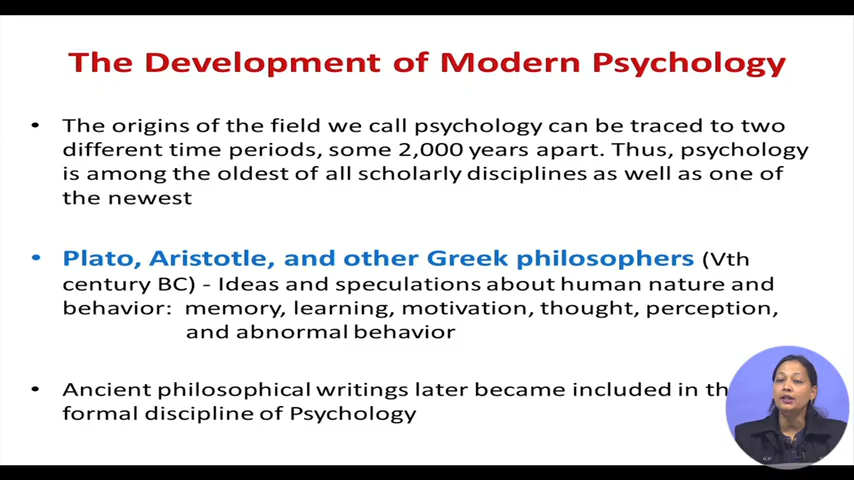 The Development of Modern Psychology
• The origins of the field we call psychology can be traced to two
different time periods, some 2,000 years apart. Thus, psychology
is among the oldest of all scholarly disciplines as well as one of
the newest
• Plato, Aristotle, and other Greek philosophers (Vth
century BC) - Ideas and speculations about human nature and
behavior: memory, learning, motivation, thought, perception,
and abnormal behavior
• Ancient philosophical writings later became included in
formal discipline of Psychology